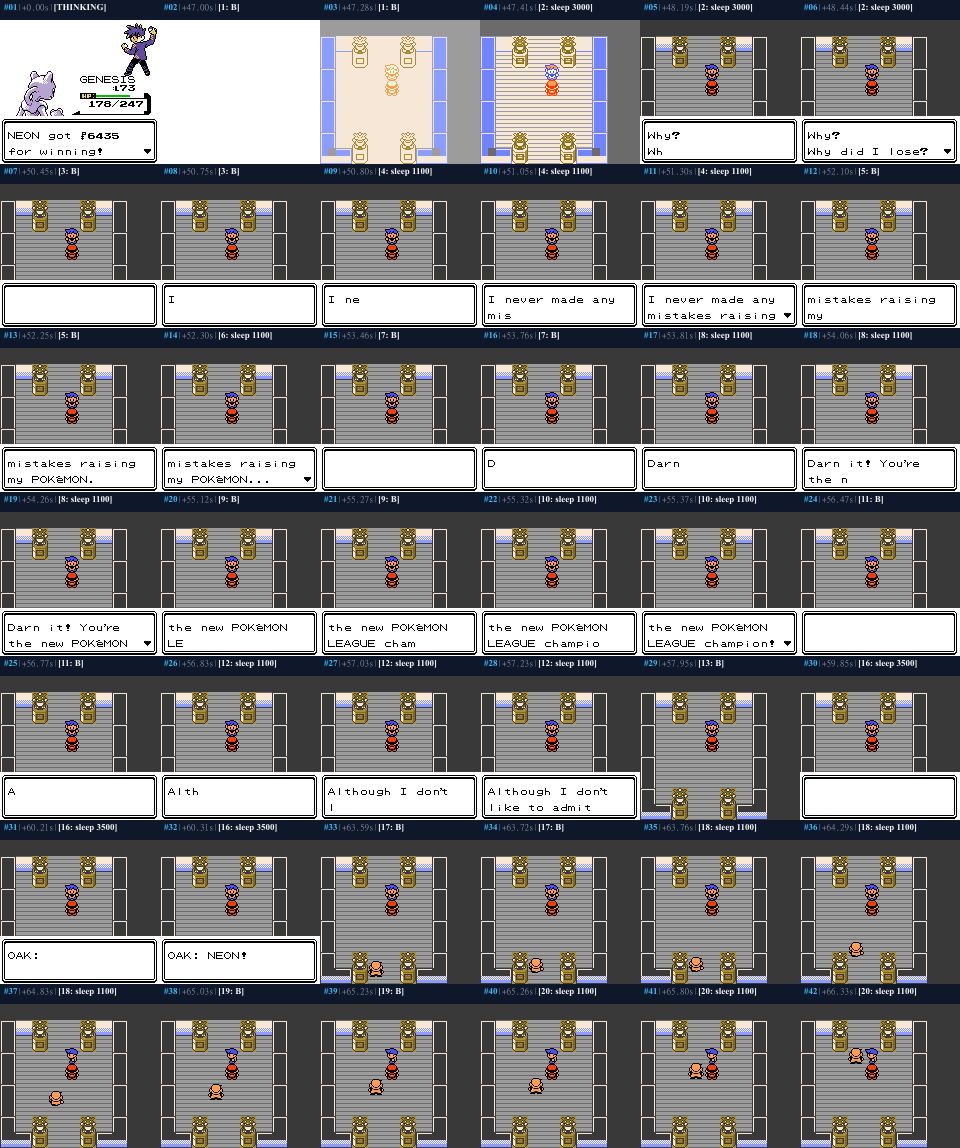 #01|+0.00s|[THINKING] #02|+47.00s|[1: B] #03|+47.28s|[1: B] #04|+47.41s|[2: sleep 3000] #05|+48.19s|[2: sleep 3000] #06|+48.44s|[2: sleep 3000]
GENESIS
:L73
HP:
178/247
NEON got ₽6435
for winning!
Why?
Wh
Why?
Why did I lose?
#07|+50.45s|[3: B] #08|+50.75s|[3: B] #09|+50.80s|[4: sleep 1100] #10|+51.05s|[4: sleep 1100] #11|+51.30s|[4: sleep 1100] #12|+52.10s|[5: B]
I
I ne
I never made any
mis
I never made any
mistakes raising
mistakes raising
my
#13|+52.25s|[5: B] #14|+52.30s|[6: sleep 1100] #15|+53.46s|[7: B] #16|+53.76s|[7: B] #17|+53.81s|[8: sleep 1100] #18|+54.06s|[8: sleep 1100]
mistakes raising
my POKéMON.
mistakes raising
my POKéMON...
D
Darn
Darn it! You're
the n
#19|+54.26s|[8: sleep 1100] #20|+55.12s|[9: B] #21|+55.27s|[9: B] #22|+55.32s|[10: sleep 1100] #23|+55.37s|[10: sleep 1100] #24|+56.47s|[11: B]
Darn it! You're
the new POKéMON
the new POKéMON
LE
the new POKéMON
LEAGUE cham
the new POKéMON
LEAGUE champio
the new POKéMON
LEAGUE champion!
#25|+56.77s|[11: B] #26|+56.83s|[12: sleep 1100] #27|+57.03s|[12: sleep 1100] #28|+57.23s|[12: sleep 1100] #29|+57.95s|[13: B] #30|+59.85s|[16: sleep 3500]
A
Alth
Although I don't
l
Although I don't
like to admit
#31|+60.21s|[16: sleep 3500] #32|+60.31s|[16: sleep 3500] #33|+63.59s|[17: B] #34|+63.72s|[17: B] #35|+63.76s|[18: sleep 1100] #36|+64.29s|[18: sleep 1100]
OAK:
OAK: NEON!
#37|+64.83s|[18: sleep 1100] #38|+65.03s|[19: B] #39|+65.23s|[19: B] #40|+65.26s|[20: sleep 1100] #41|+65.80s|[20: sleep 1100] #42|+66.33s|[20: sleep 1100]